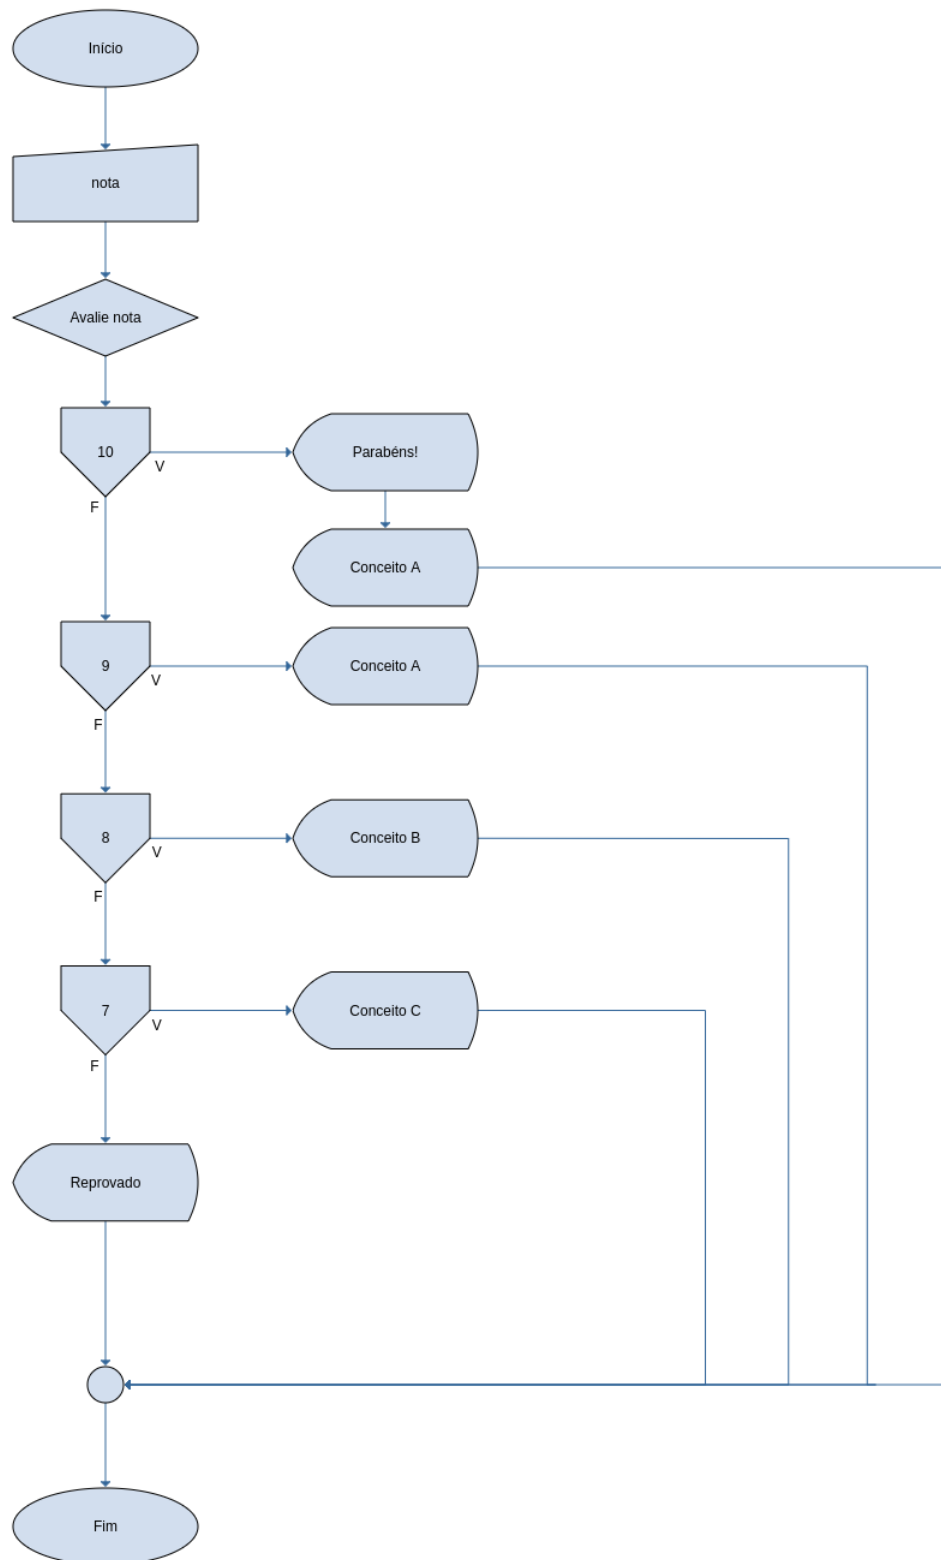 Início
nota
Avalie nota
10
V
Parabéns!
F
Conceito A
9
V
Conceito A
F
8
V
Conceito B
F
7
V
Conceito C
F
Reprovado
Fim